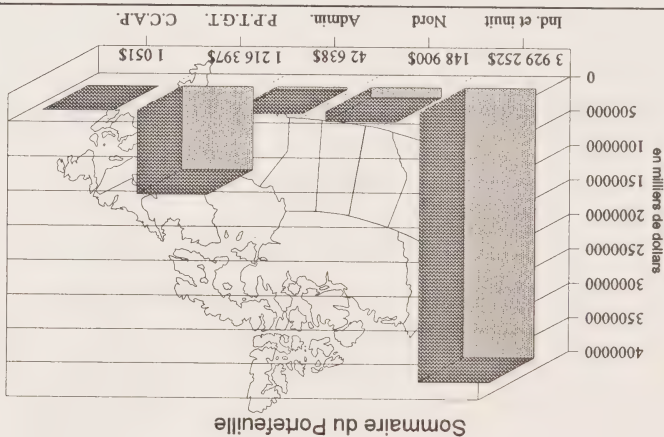 Sommaire du Portefeuille
en milliers de dollars
4000000
3500000
3000000
2500000
2000000
1500000
1000000
500000
0
3 929 252$ 148 900$ 42 638$ 1 216 397$ 1 051$
Ind. et inuit Nord Admin. P.P.T.G.T. C.C.A.P.